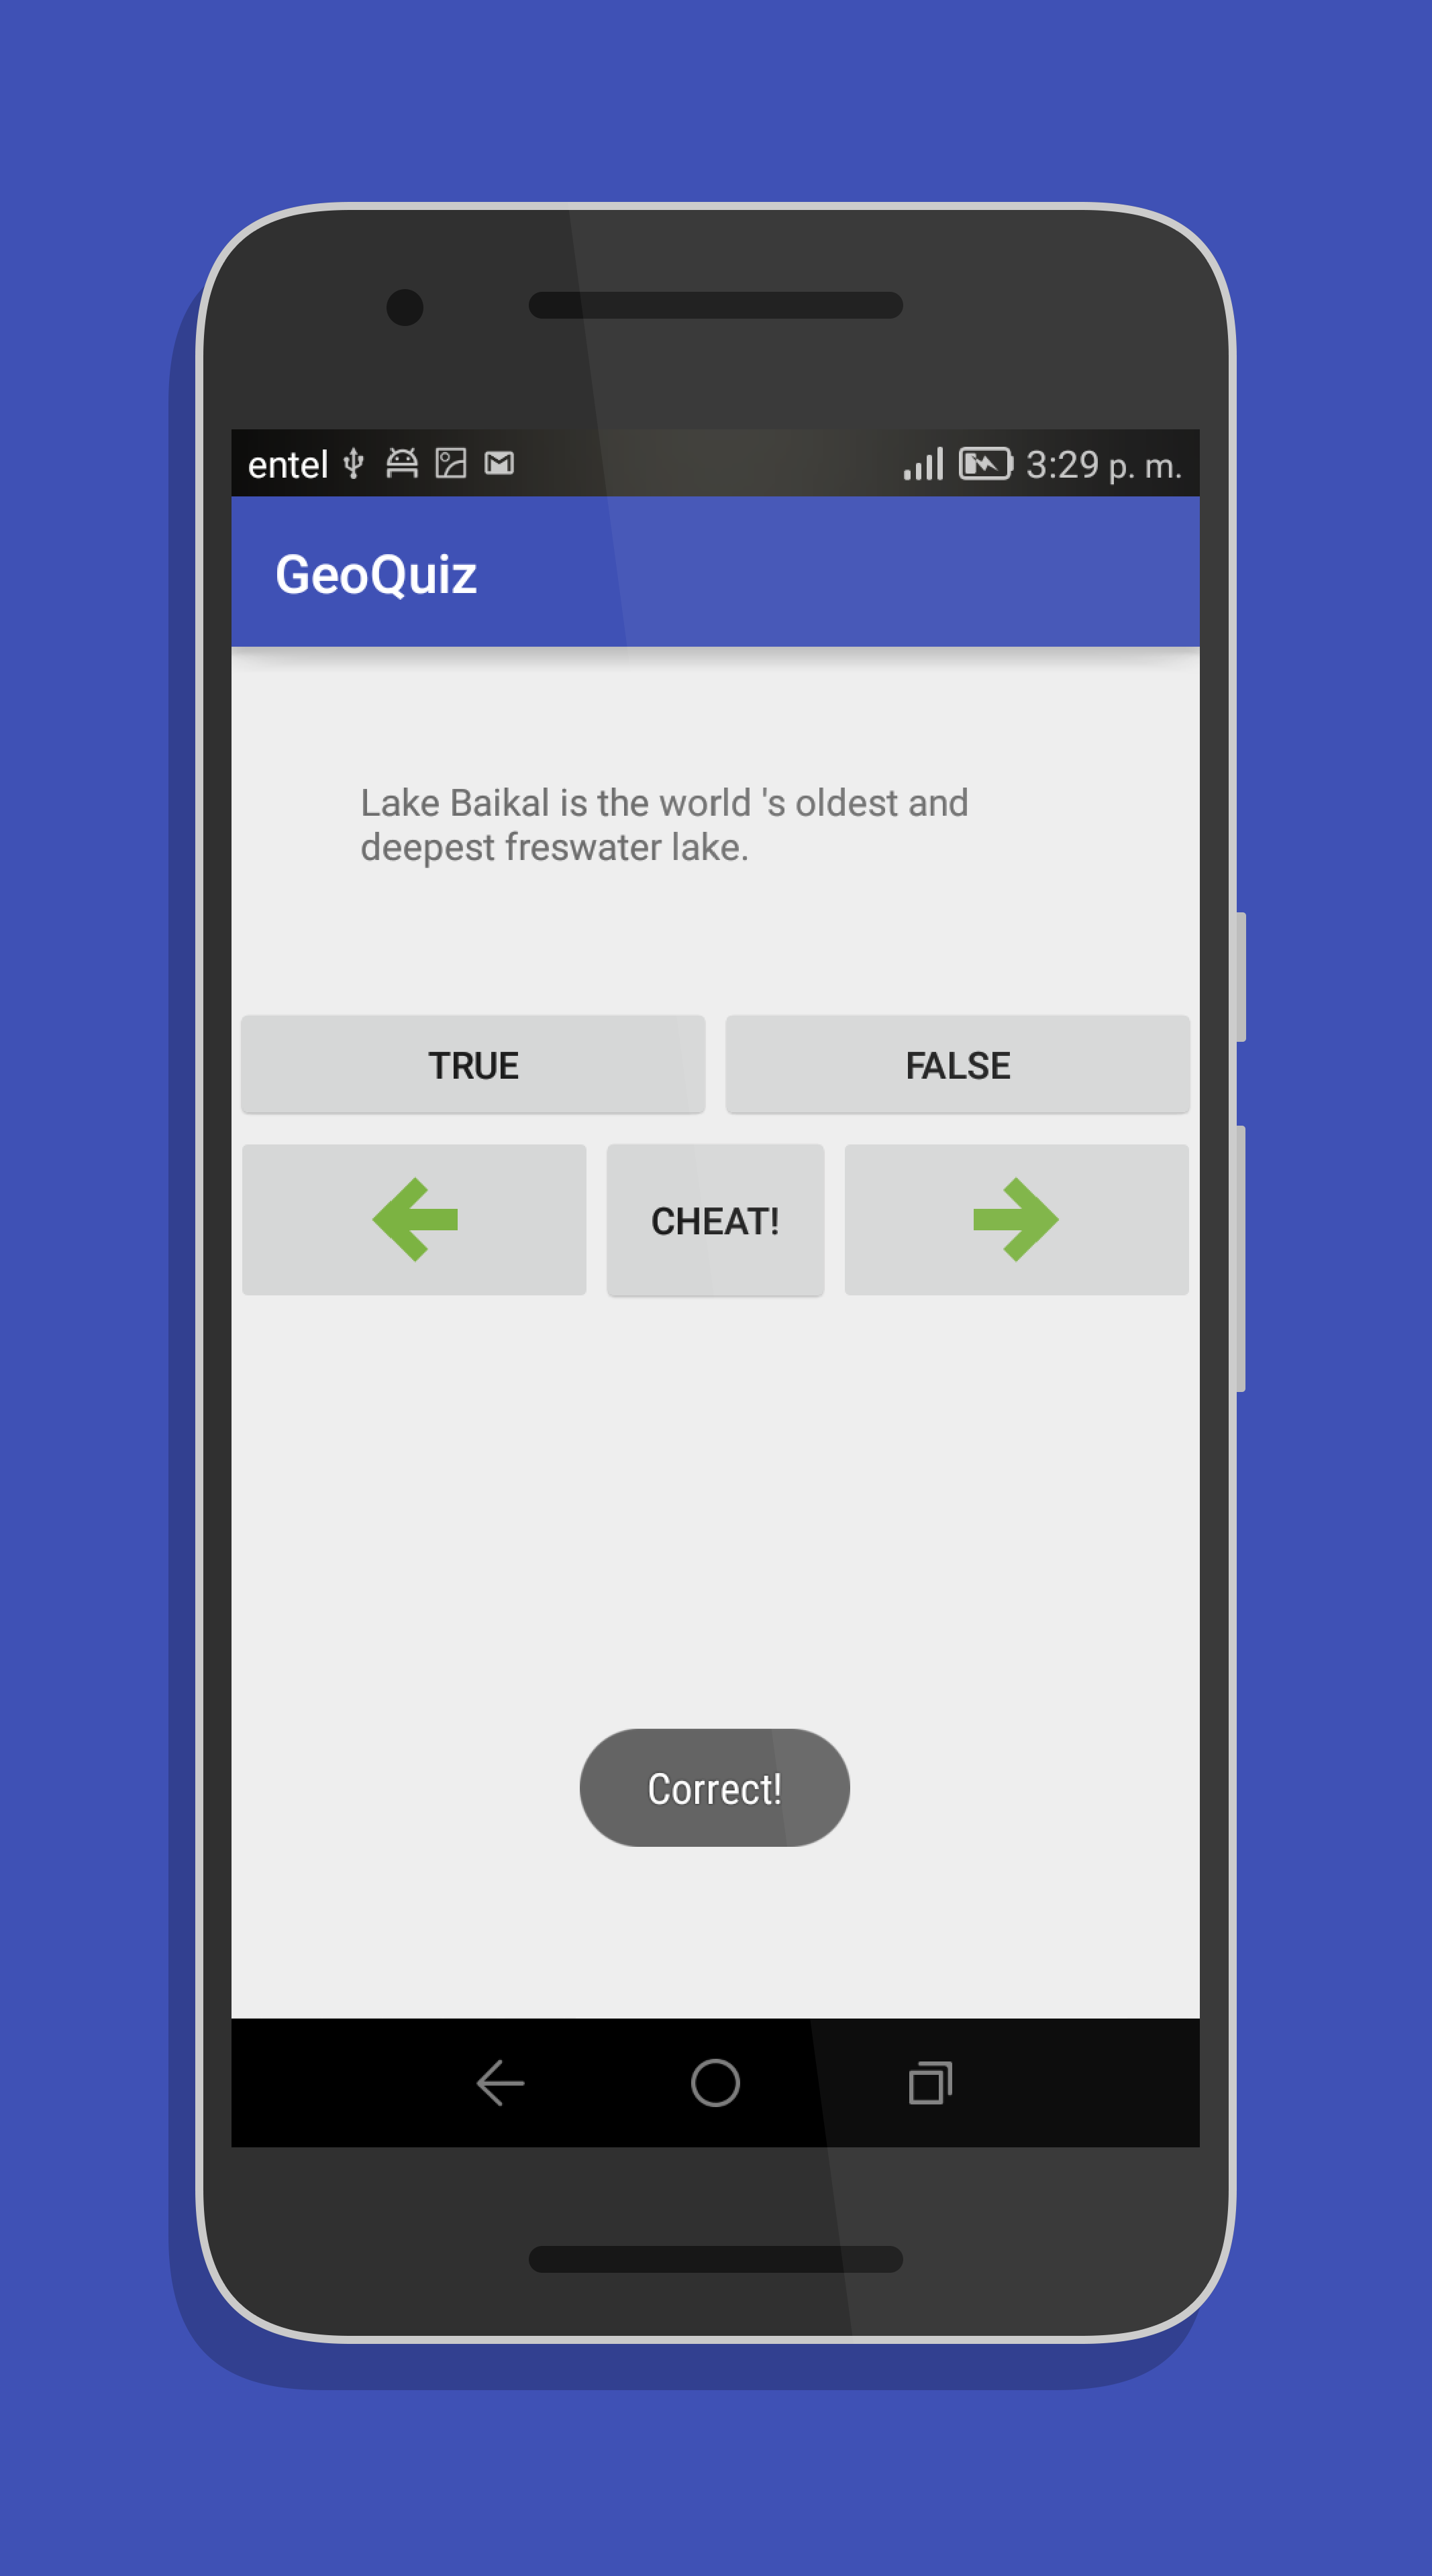 entel 3:29 p. m.
GeoQuiz
Lake Baikal is the world 's oldest and
deepest freswater lake.
TRUE FALSE
CHEAT!
Correct!